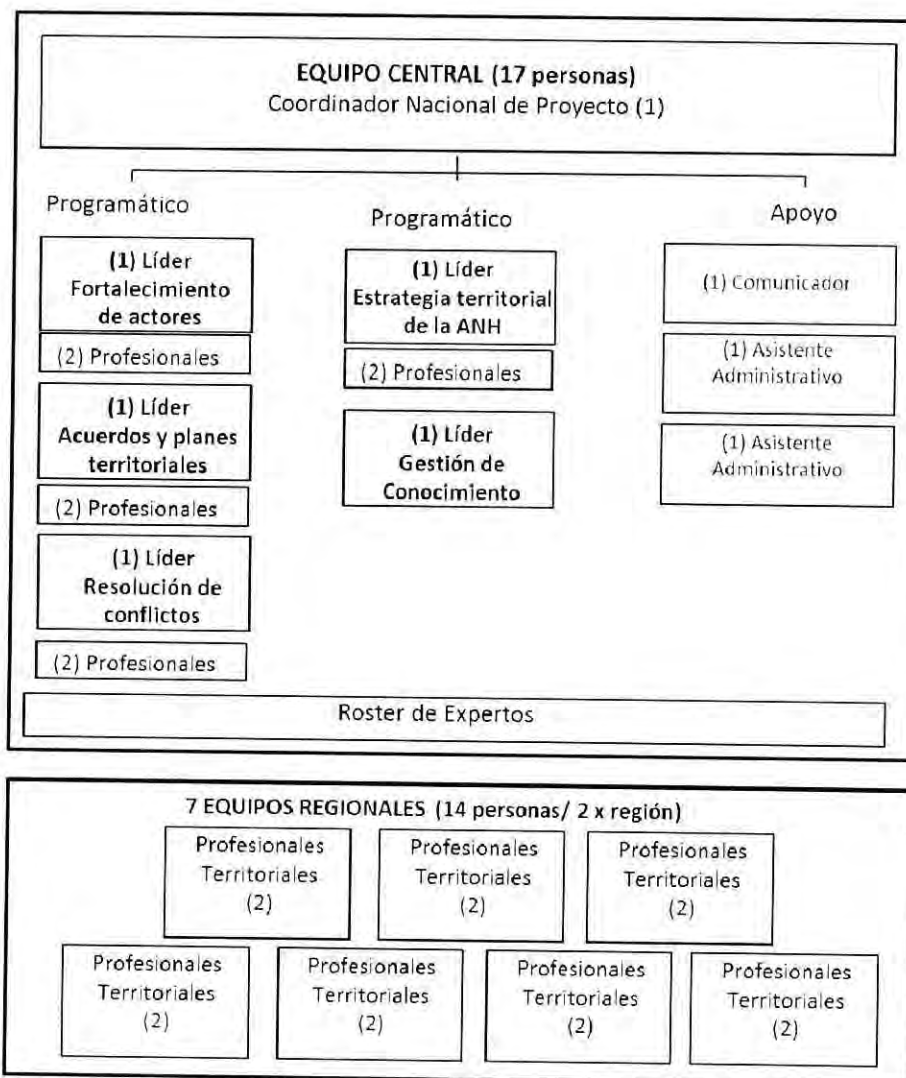 EQUIPO CENTRAL (17 personas)
Coordinador Nacional de Proyecto (1)
Programático
(1) Líder
Fortalecimiento
de actores
(2) Profesionales
(1) Líder
Acuerdos y planes
territoriales
(2) Profesionales
(1) Líder
Resolución de
conflictos
(2) Profesionales
Programático
(1) Líder
Estrategia territorial
de la ANH
(2) Profesionales
(1) Líder
Gestión de
Conocimiento
Apoyo
(1) Comunicador
(1) Asistente
Administrativo
(1) Asistente
Administrativo
Roster de Expertos
7 EQUIPOS REGIONALES (14 personas/ 2 x región)
Profesionales
Territoriales
(2)
Profesionales
Territoriales
(2)
Profesionales
Territoriales
(2)
Profesionales
Territoriales
(2)
Profesionales
Territoriales
(2)
Profesionales
Territoriales
(2)
Profesionales
Territoriales
(2)